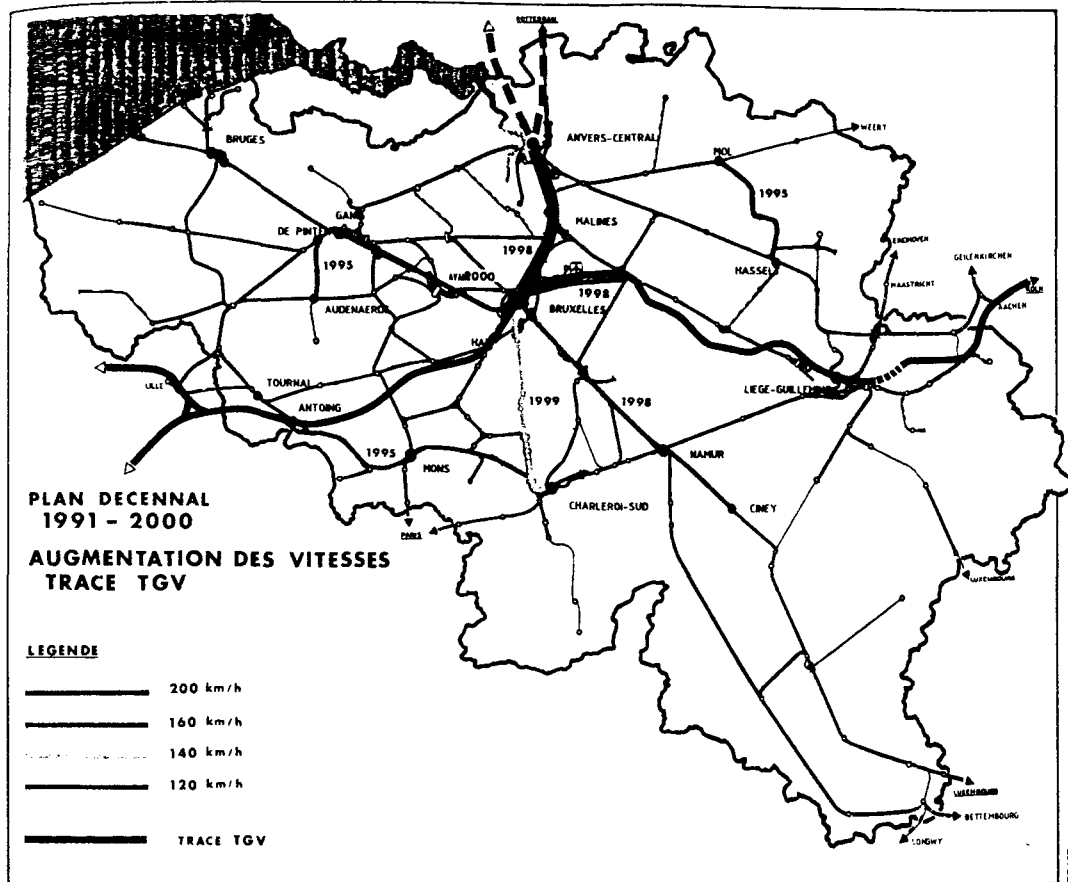 ROTTERDAM
ANVERS-CENTRAL
WEERT
BRUGES
MOL
1995
GAND
MALINES
DE PINTE
EINDHOVEN
GEILENKIRCHEN
1998
HASSEL
1995
2000
MAASTRICHT
KOLN
1998
AACHEN
AUDENAERDE
BRUXELLES
HAL
LILLE
TOURNAI
LIEGE-GUILLEMINS
ANTOING
1999
1998
1995
MONS
NAMUR
PLAN DECENNAL
1991 - 2000
CHARLEROI-SUD
CINEY
PARIS
AUGMENTATION DES VITESSES
TRACE TGV
LUXEMBOURG
LEGENDE
200 km/h
160 km/h
140 km/h
120 km/h
LUXEMBOURG
BETTEMBOURG
TRACE TGV
LONGWY